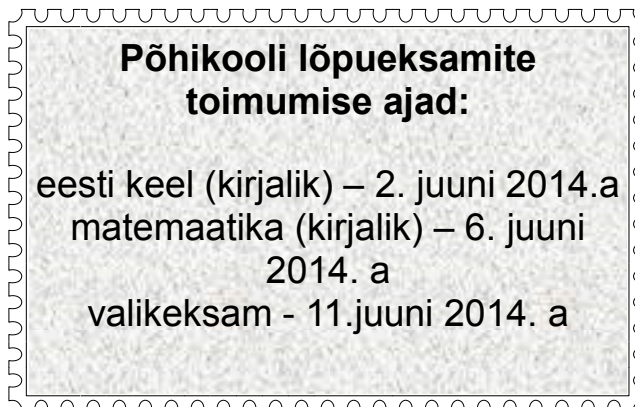 Põhikooli lõpueksamite
toimumise ajad:
eesti keel (kirjalik) – 2. juuni 2014.a
matemaatika (kirjalik) – 6. juuni
2014. a
valikeksam - 11.juuni 2014. a